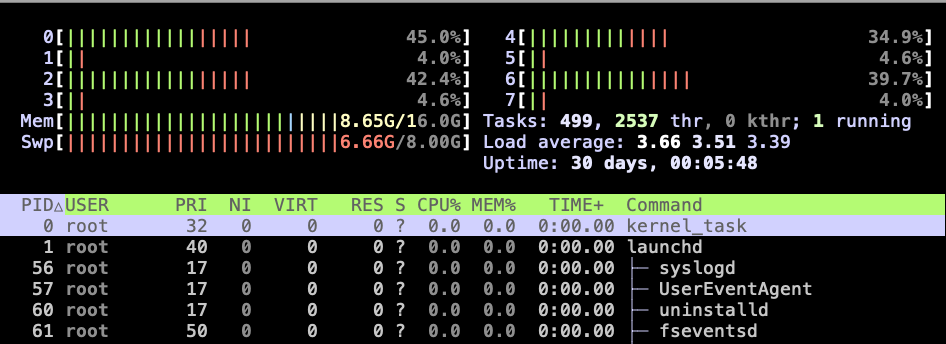 0[||||||||||||||||| 45.0%] 4[||||||||||||| 34.9%]
1[|| 4.0%] 5[|| 4.6%]
2[||||||||||||||||| 42.4%] 6[||||||||||||||| 39.7%]
3[|| 4.6%] 7[|| 4.0%]
Mem[|||||||||||||||||||||||||8.65G/16.0G] Tasks: 499, 2537 thr, 0 kthr; 1 running
Swp[|||||||||||||||||||||||||6.66G/8.00G] Load average: 3.66 3.51 3.39
Uptime: 30 days, 00:05:48
PID△USER PRI NI VIRT RES S CPU% MEM% TIME+ Command
0 root 32 0 0 0 ? 0.0 0.0 0:00.00 kernel_task
1 root 40 0 0 0 ? 0.0 0.0 0:00.00 launchd
56 root 17 0 0 0 ? 0.0 0.0 0:00.00 ├─ syslogd
57 root 17 0 0 0 ? 0.0 0.0 0:00.00 ├─ UserEventAgent
60 root 17 0 0 0 ? 0.0 0.0 0:00.00 ├─ uninstalld
61 root 50 0 0 0 ? 0.0 0.0 0:00.00 ├─ fseventsd